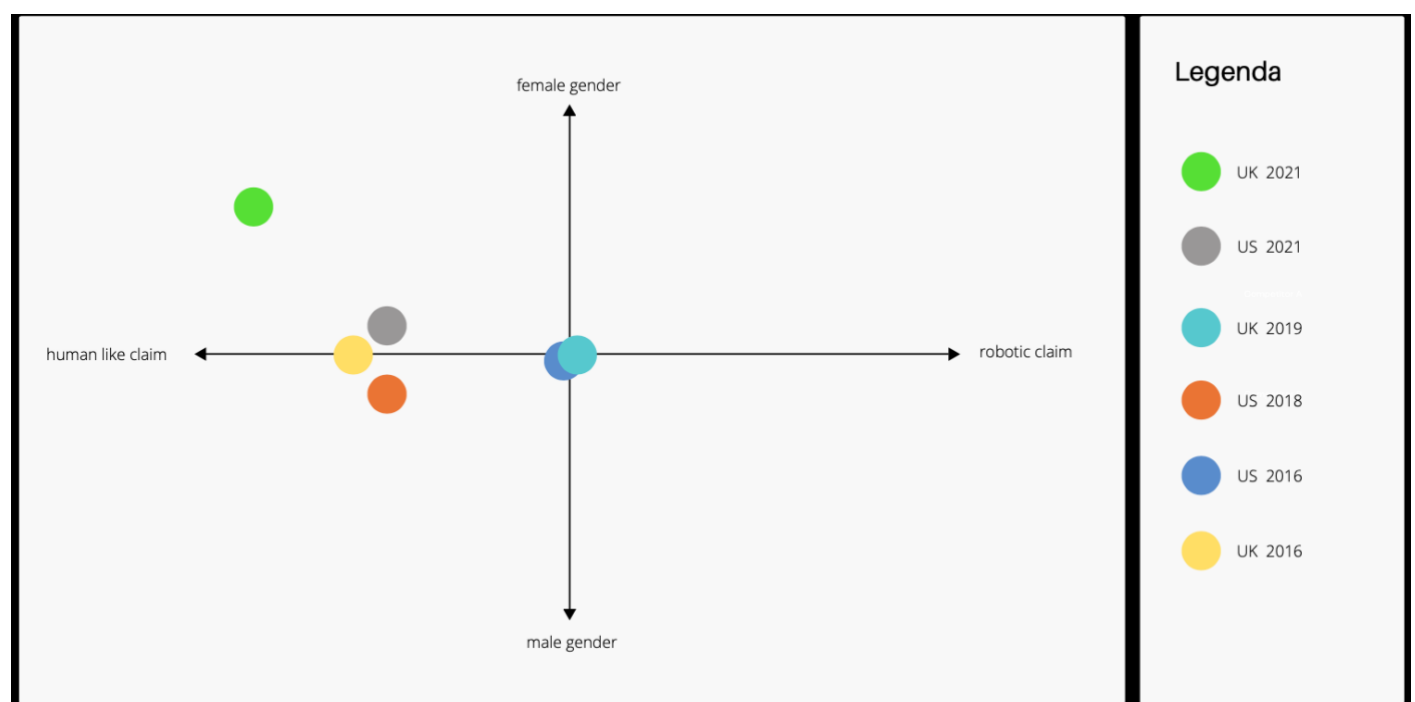 female gender
human like claim
robotic claim
male gender
Legenda
UK 2021
US 2021
UK 2019
US 2018
US 2016
UK 2016